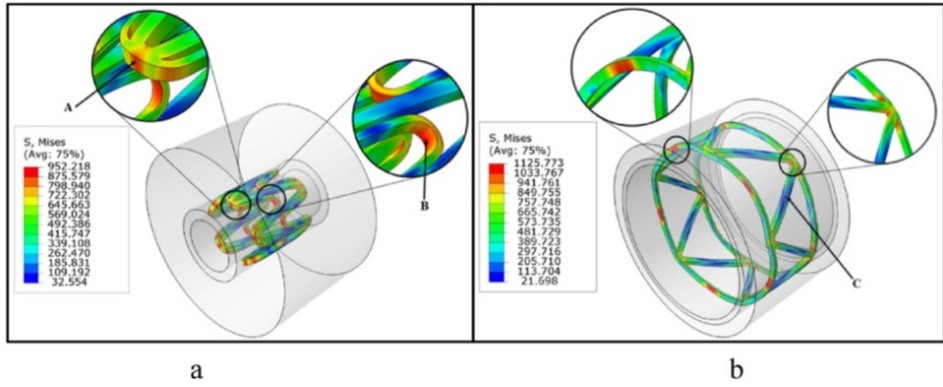 A
S, Mises
(Avg: 75%)
952.218
875.579
798.940
722.302
645.663
569.024
492.386
415.747
339.108
262.470
185.831
109.192
32.554
B
S, Mises
(Avg: 75%)
1125.773
1033.767
941.761
849.755
757.748
665.742
573.735
481.729
389.723
297.716
205.710
113.704
21.698
C
a
b